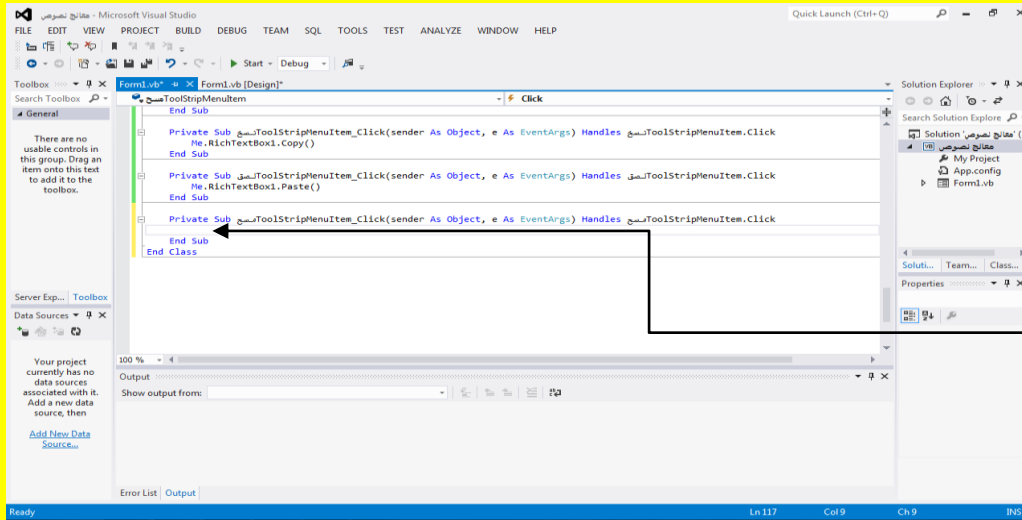 معالج نصوص - Microsoft Visual Studio
Quick Launch (Ctrl+Q)
FILE EDIT VIEW PROJECT BUILD DEBUG TEAM SQL TOOLS TEST ANALYZE WINDOW HELP
Start Debug
Toolbox
Search Toolbox
General
There are no
usable controls in
this group. Drag an
item onto this text
to add it to the
toolbox.
Server Exp... Toolbox
Data Sources
Your project
currently has no
data sources
associated with it.
Add a new data
source, then
Add New Data
Source...
Form1.vb* Form1.vb [Design]*
مسحToolStripMenuItem Click
End Sub
Private Sub نسخToolStripMenuItem_Click(sender As Object, e As EventArgs) Handles نسخToolStripMenuItem.Click
Me.RichTextBox1.Copy()
End Sub
Private Sub لصقToolStripMenuItem_Click(sender As Object, e As EventArgs) Handles لصقToolStripMenuItem.Click
Me.RichTextBox1.Paste()
End Sub
Private Sub مسحToolStripMenuItem_Click(sender As Object, e As EventArgs) Handles مسحToolStripMenuItem.Click
End Sub
End Class
100 %
Output
Show output from:
Error List Output
Solution Explorer
Search Solution Explore
Solution 'معالج نصوص' (
معالج نصوص
My Project
App.config
Form1.vb
Soluti... Team... Class...
Properties
Ready Ln 117 Col 9 Ch 9 INS